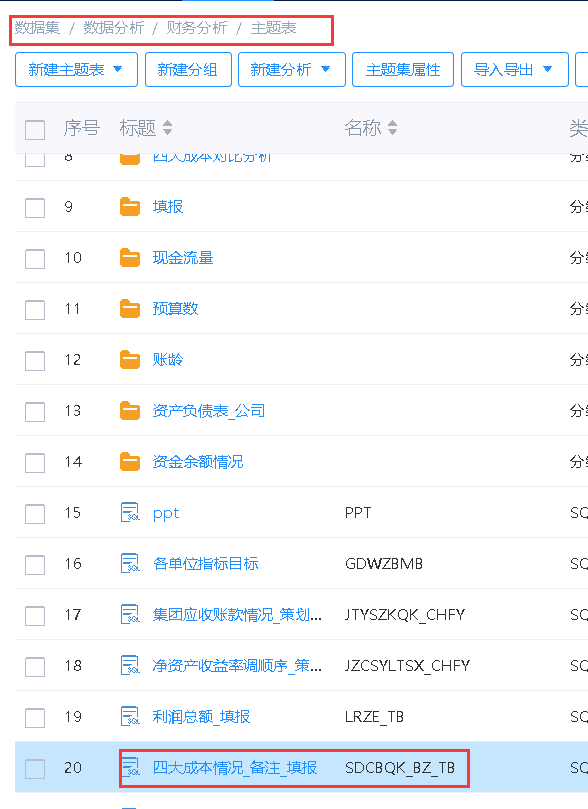 数据集 / 数据分析 / 财务分析 / 主题表
新建主题表 新建分组 新建分析 主题集属性 导入导出
序号 标题 名称 类
8 四大成本对比分析 分
9 填报 分
10 现金流量 分
11 预算数 分
12 账龄 分
13 资产负债表_公司 分
14 资金余额情况 分
15 ppt PPT SQ
16 各单位指标目标 GDWZBMB SQ
17 集团应收账款情况_策划... JTYSZKQK_CHFY SQ
18 净资产收益率调顺序_策... JZCSYLTSX_CHFY SQ
19 利润总额_填报 LRZE_TB SQ
20 四大成本情况_备注_填报 SDCBQK_BZ_TB SQ